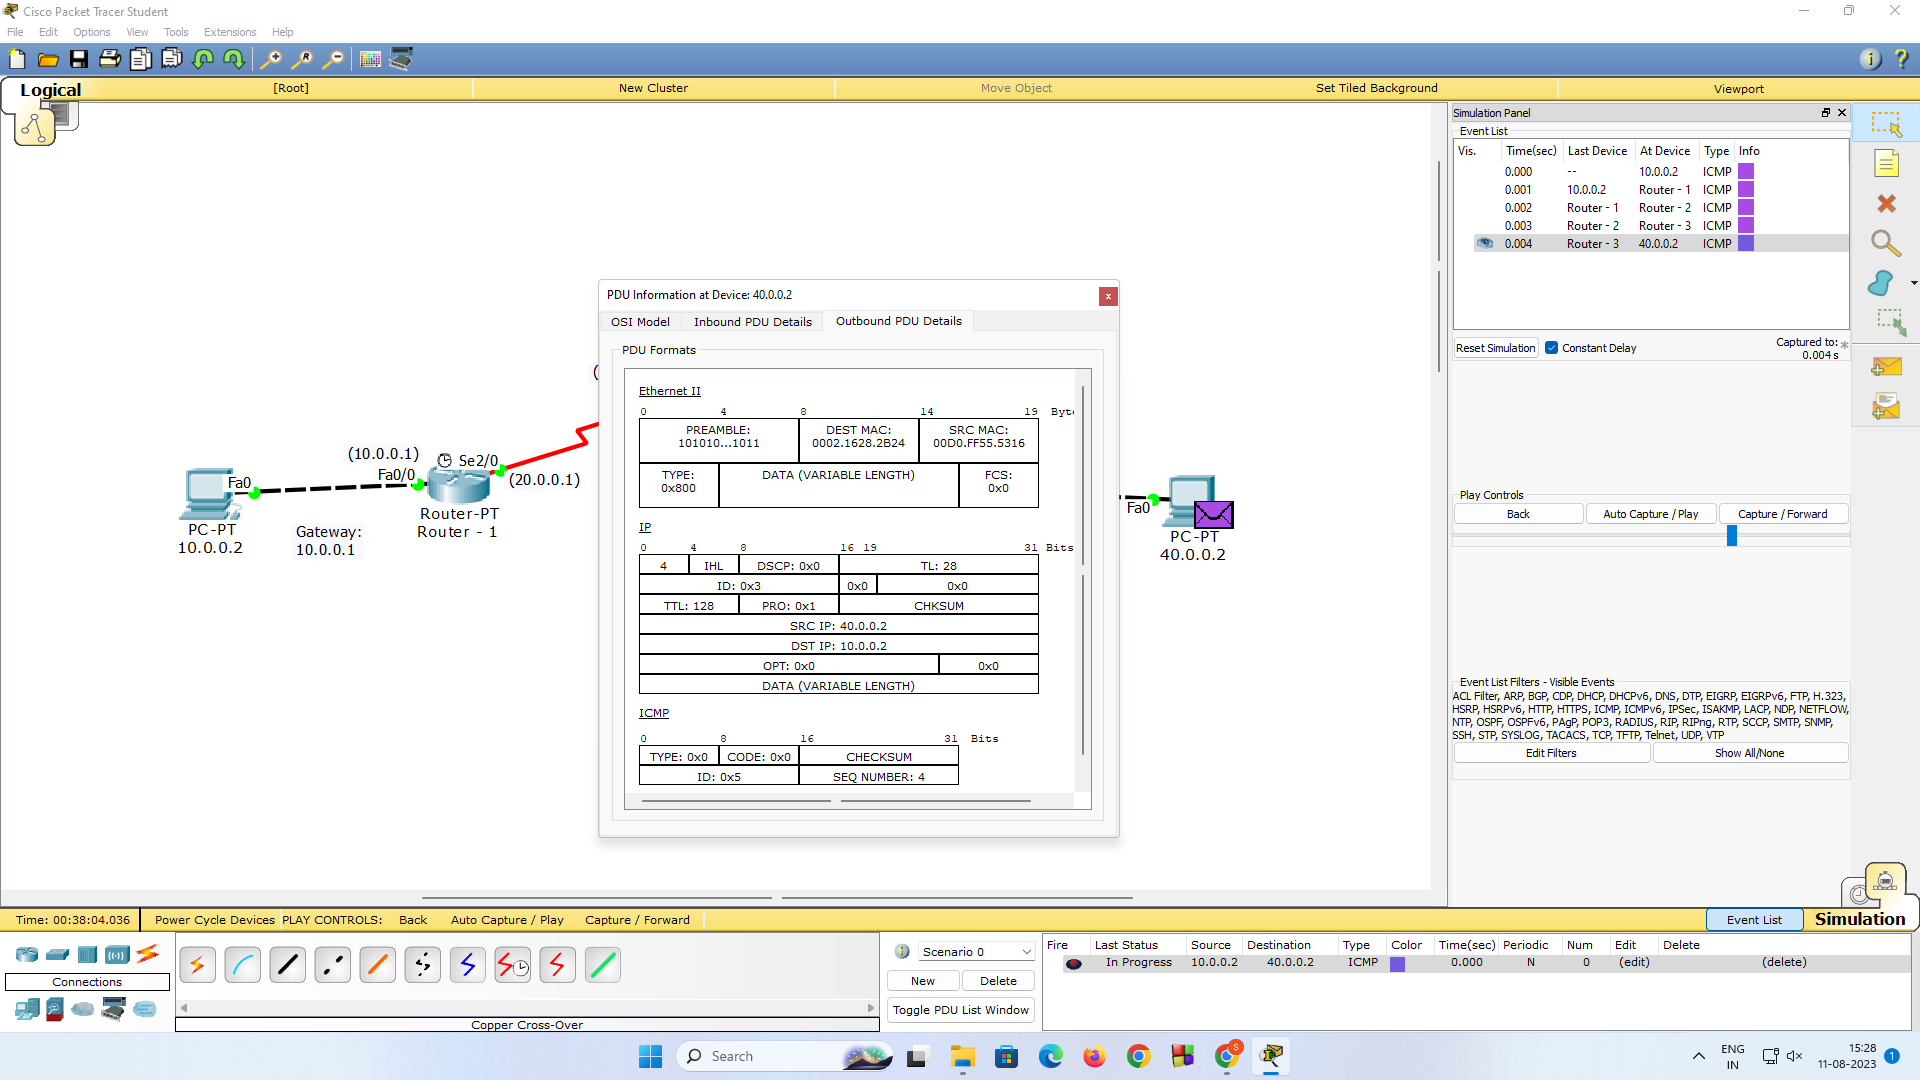 Cisco Packet Tracer Student
File Edit Options View Tools Extensions Help
Logical [Root] New Cluster Move Object Set Tiled Background Viewport
Simulation Panel
Event List
Vis. Time(sec) Last Device At Device Type Info
0.000 -- 10.0.0.2 ICMP
0.001 10.0.0.2 Router - 1 ICMP
0.002 Router - 1 Router - 2 ICMP
0.003 Router - 2 Router - 3 ICMP
0.004 Router - 3 40.0.0.2 ICMP
Reset Simulation Constant Delay Captured to: *
0.004 s
Play Controls
Back Auto Capture / Play Capture / Forward
Event List Filters - Visible Events
ACL Filter, ARP, BGP, CDP, DHCP, DHCPv6, DNS, DTP, EIGRP, EIGRPv6, FTP, H.323,
HSRP, HSRPv6, HTTP, HTTPS, ICMP, ICMPv6, IPSec, ISAKMP, LACP, NDP, NETFLOW,
NTP, OSPF, OSPFv6, PAgP, POP3, RADIUS, RIP, RIPng, RTP, SCCP, SMTP, SNMP,
SSH, STP, SYSLOG, TACACS, TCP, TFTP, Telnet, UDP, VTP
Edit Filters Show All/None
PDU Information at Device: 40.0.0.2 x
OSI Model Inbound PDU Details Outbound PDU Details
PDU Formats
Ethernet II
0 4 8 14 19 Byte
PREAMBLE: DEST MAC: SRC MAC:
101010...1011 0002.1628.2B24 00D0.FF55.5316
TYPE: DATA (VARIABLE LENGTH) FCS:
0x800 0x0
IP
0 4 8 16 19 31 Bits
4 IHL DSCP: 0x0 TL: 28
ID: 0x3 0x0 0x0
TTL: 128 PRO: 0x1 CHKSUM
SRC IP: 40.0.0.2
DST IP: 10.0.0.2
OPT: 0x0 0x0
DATA (VARIABLE LENGTH)
ICMP
0 8 16 31 Bits
TYPE: 0x0 CODE: 0x0 CHECKSUM
ID: 0x5 SEQ NUMBER: 4
(
(10.0.0.1) Se2/0
Fa0 Fa0/0 (20.0.0.1)
PC-PT
10.0.0.2
Gateway:
10.0.0.1
Router-PT
Router - 1
Fa0
PC-PT
40.0.0.2
Time: 00:38:04.036 Power Cycle Devices PLAY CONTROLS: Back Auto Capture / Play Capture / Forward Event List Simulation
Connections
Copper Cross-Over
Scenario 0
New Delete
Toggle PDU List Window
Fire Last Status Source Destination Type Color Time(sec) Periodic Num Edit Delete
In Progress 10.0.0.2 40.0.0.2 ICMP 0.000 N 0 (edit) (delete)
Search
S
ENG
IN
15:28
11-08-2023
1